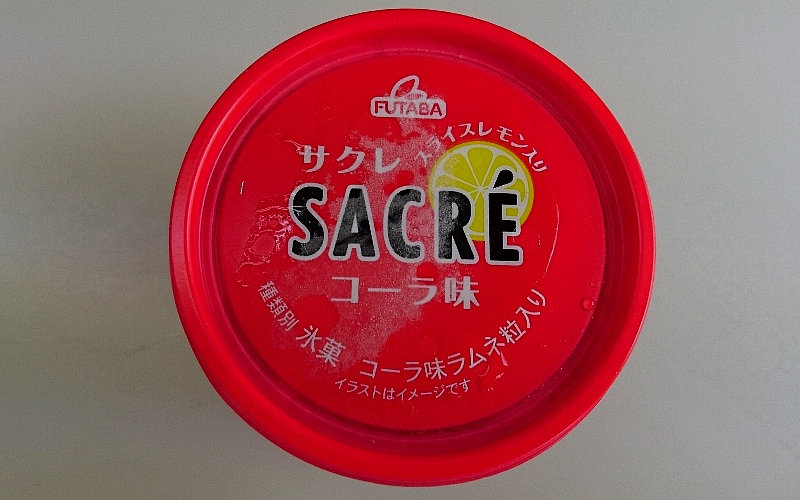 FUTABA
スライスレモン入り
サクレ
SACRÉ
コーラ味
種類別 氷菓 コーラ味ラムネ粒入り
イラストはイメージです